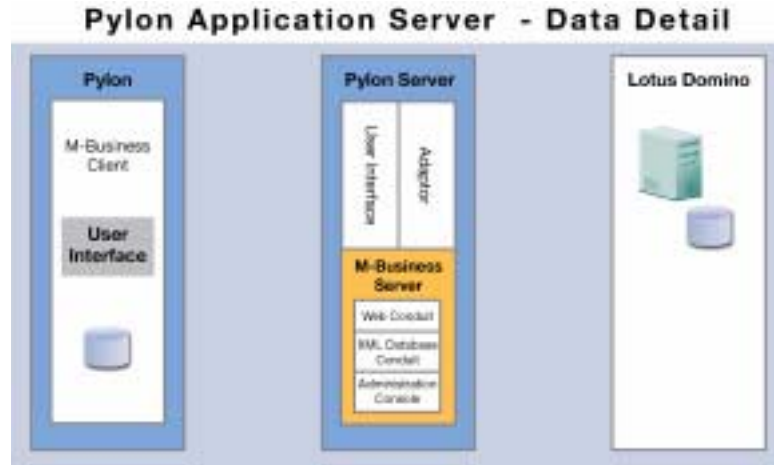 Pylon Application Server - Data Detail
Pylon
M-Business
Client
User
Interface
Pylon Server
User Interface
Adaptor
M-Business
Server
Web Conduit
XML Database
Conduit
Administration
Console
Lotus Domino